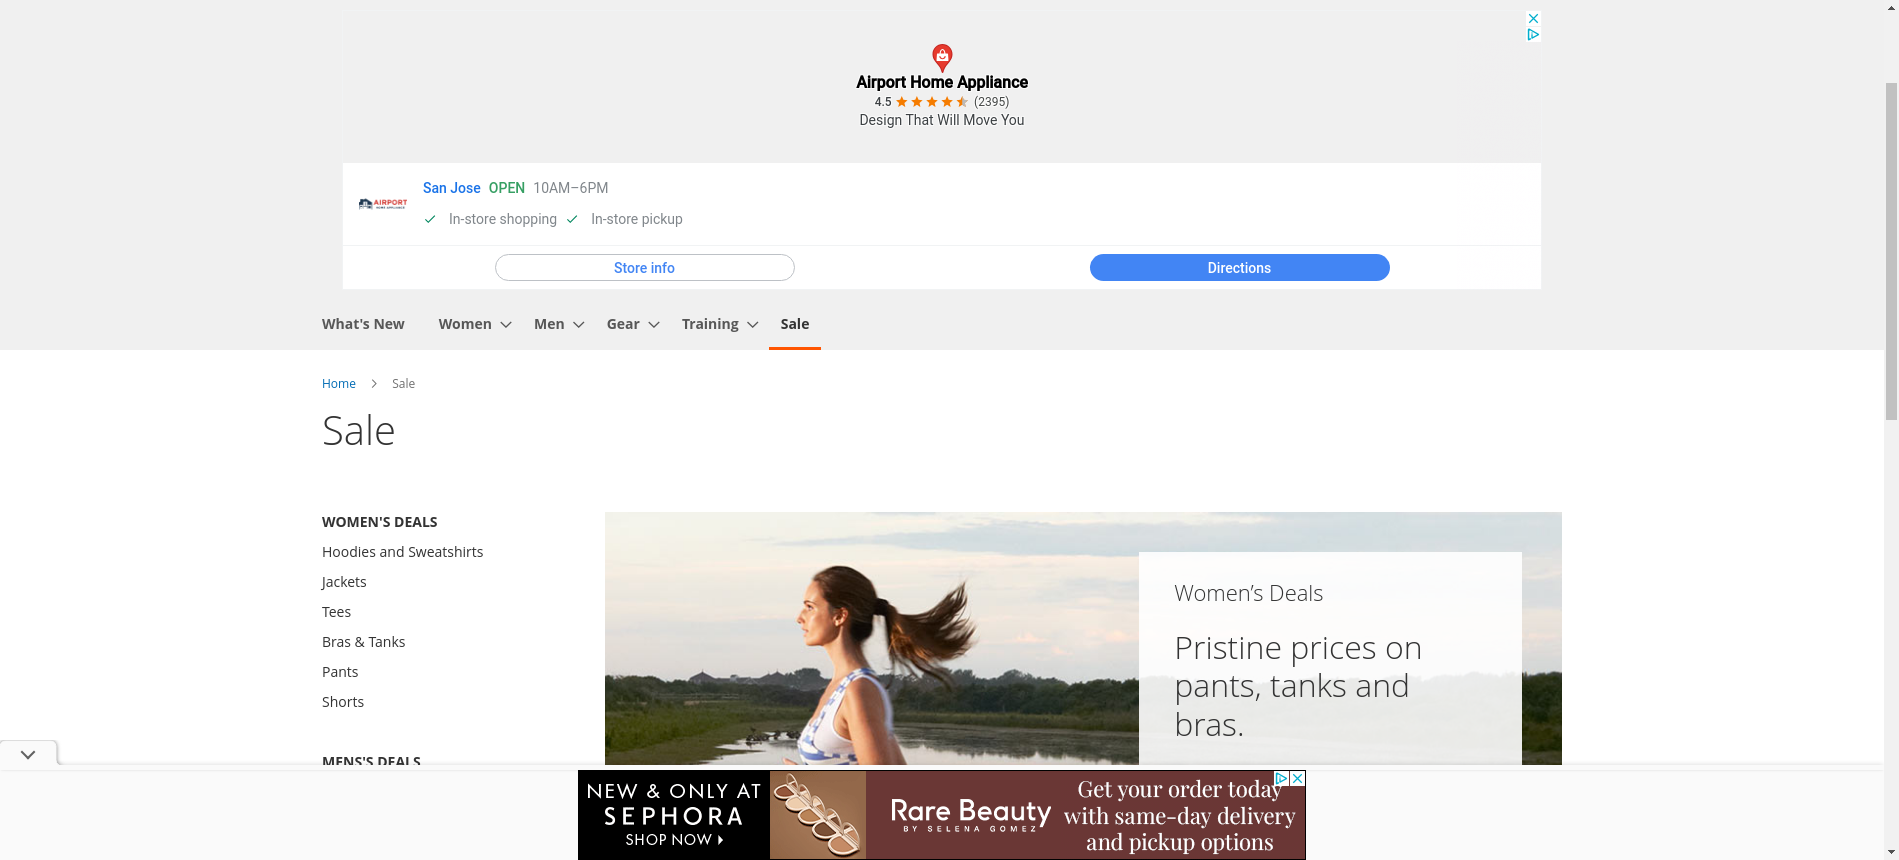 Airport Home Appliance
4.5 (2395)
Design That Will Move You
AIRPORT
San Jose OPEN 10AM–6PM
In-store shopping In-store pickup
Store info
Directions
What's New Women Men Gear Training Sale
Home Sale
Sale
WOMEN'S DEALS
Hoodies and Sweatshirts
Jackets
Tees
Bras & Tanks
Pants
Shorts
MENS'S DEALS
Women’s Deals
Pristine prices on
pants, tanks and
bras.
NEW & ONLY AT
SEPHORA
SHOP NOW
Rare Beauty
BY SELENA GOMEZ
Get your order today
with same-day delivery
and pickup options